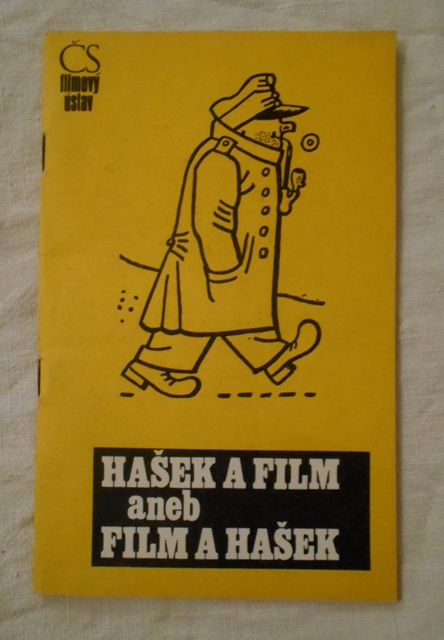 ČS
filmový
ústav
HAŠEK A FILM
aneb
FILM A HAŠEK